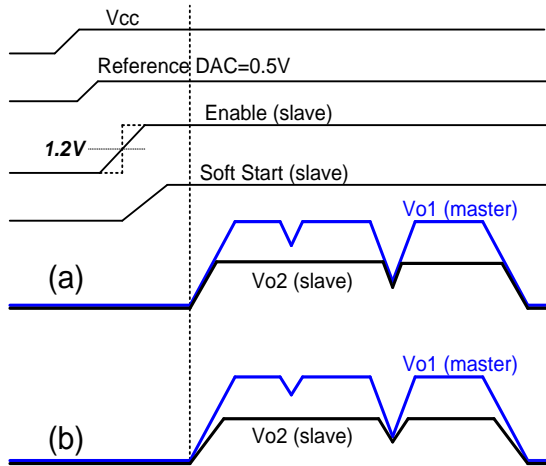 Vcc
Reference DAC=0.5V
Enable (slave)
1.2V
Soft Start (slave)
Vo1 (master)
(a)
Vo2 (slave)
Vo1 (master)
(b)
Vo2 (slave)